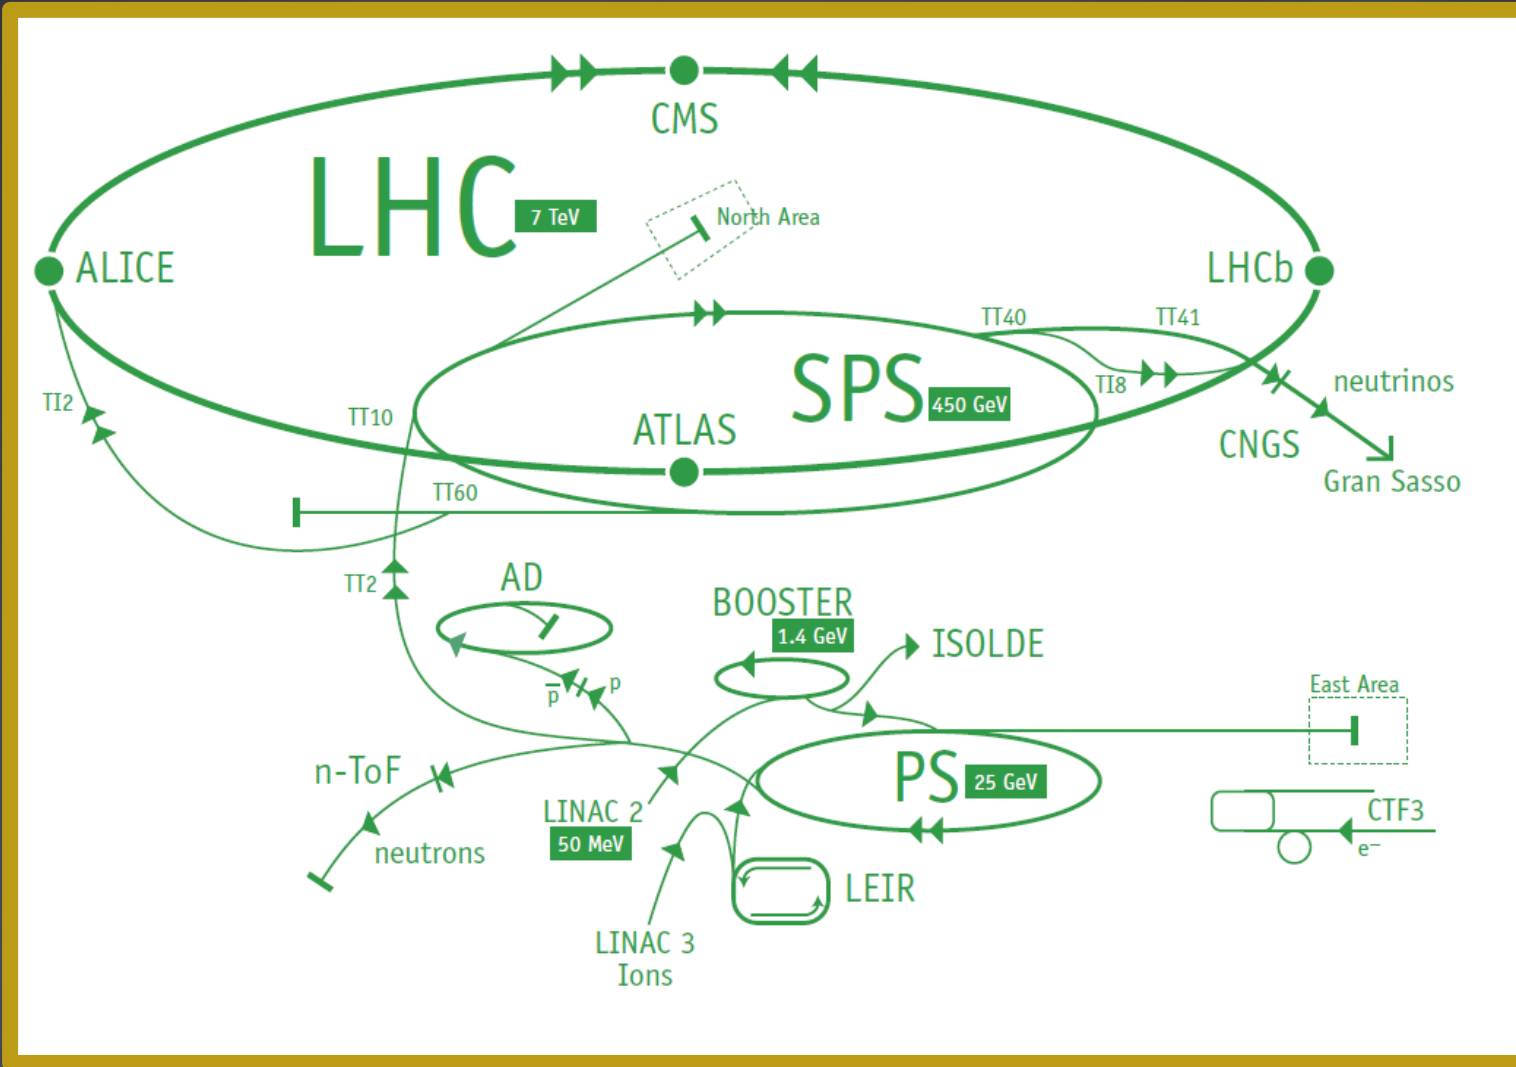 CMS
LHC
7 TeV
North Area
ALICE
LHCb
TT40
TT41
SPS
450 GeV
TI8
neutrinos
TI2
TT10
ATLAS
CNGS
Gran Sasso
TT60
AD
TT2
BOOSTER
1.4 GeV
ISOLDE
p̅
p
East Area
n-ToF
PS
25 GeV
LINAC 2
50 MeV
CTF3
e⁻
neutrons
LEIR
LINAC 3
Ions